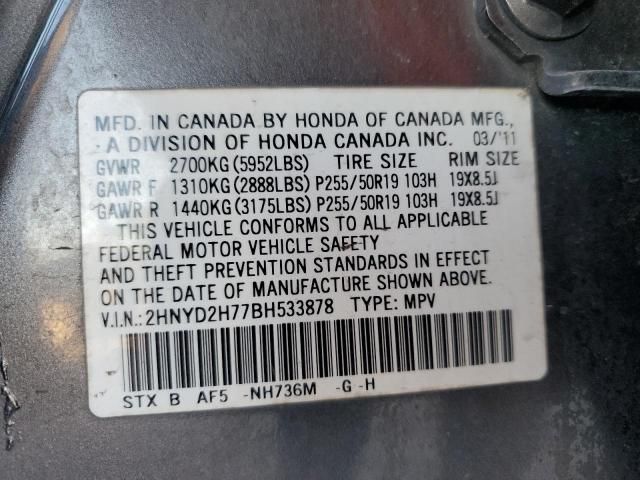 MFD. IN CANADA BY HONDA OF CANADA MFG.,
A DIVISION OF HONDA CANADA INC. 03/'11
GVWR 2700KG(5952LBS) TIRE SIZE RIM SIZE
GAWR F 1310KG(2888LBS) P255/50R19 103H 19X8.5J
GAWR R 1440KG(3175LBS) P255/50R19 103H 19X8.5J
THIS VEHICLE CONFORMS TO ALL APPLICABLE
FEDERAL MOTOR VEHICLE SAFETY
AND THEFT PREVENTION STANDARDS IN EFFECT
ON THE DATE OF MANUFACTURE SHOWN ABOVE.
V.I.N.:2HNYD2H77BH533878 TYPE: MPV
STX B AF5 -NH736M -G -H